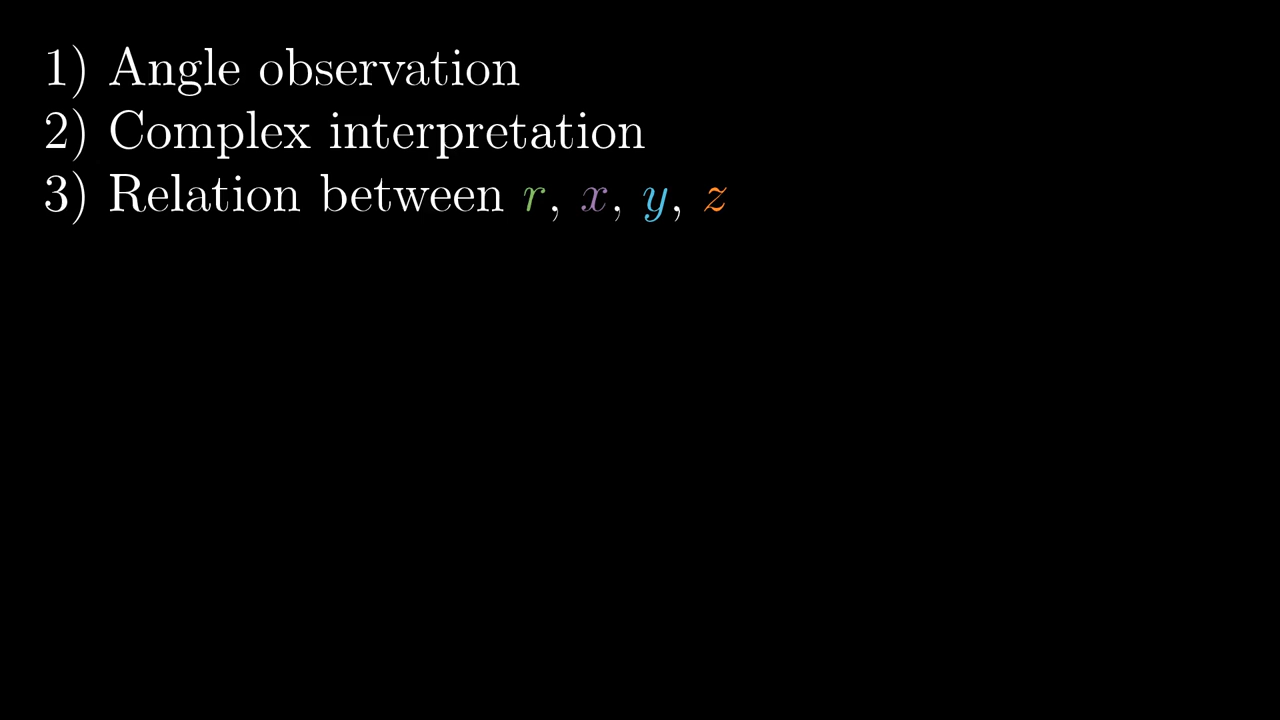 1) Angle observation
2) Complex interpretation
3) Relation between r, x, y, z